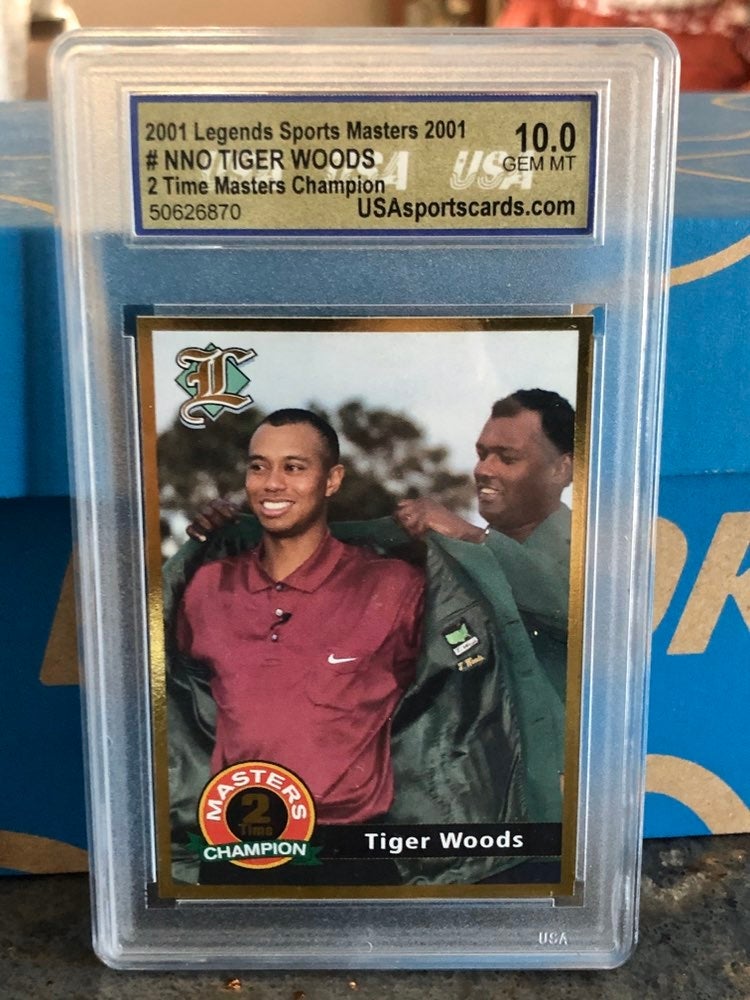 2001 Legends Sports Masters 2001
10.0
# NNO TIGER WOODS
GEM MT
2 Time Masters Champion
50626870
USAsportscards.com
USA USA USA
L
MASTERS
2
Time
CHAMPION
Tiger Woods
USA